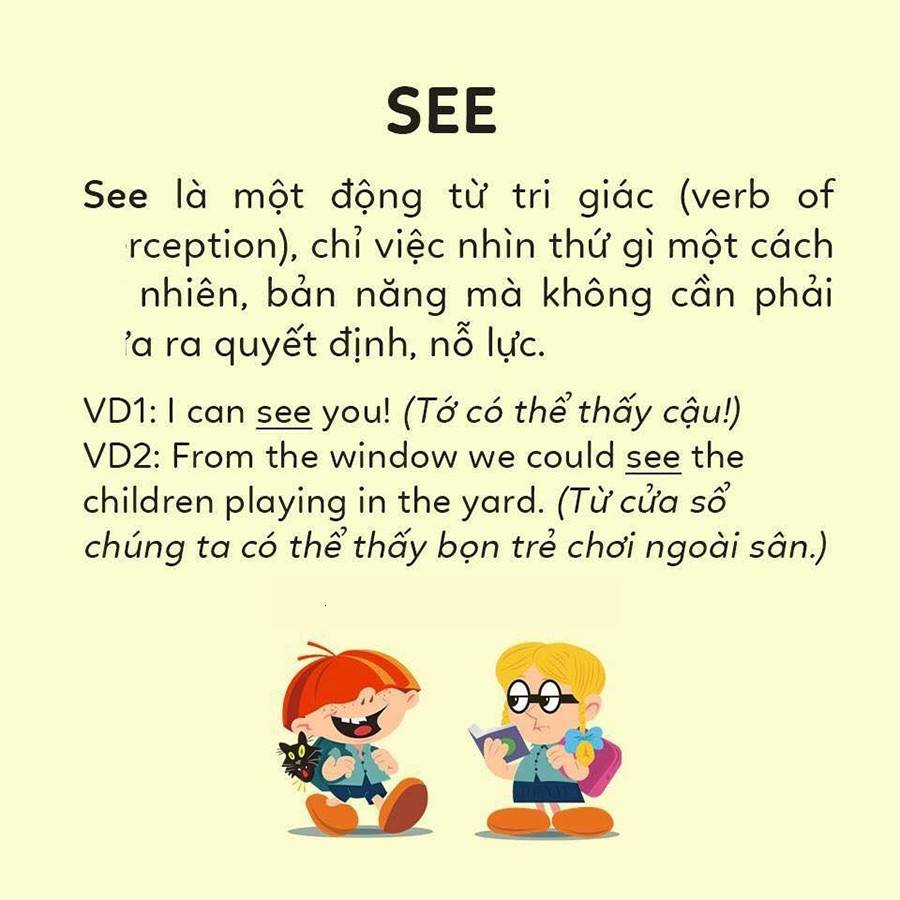 SEE
See là một động từ tri giác (verb of
rception), chỉ việc nhìn thứ gì một cách
nhiên, bản năng mà không cần phải
a ra quyết định, nỗ lực.
VD1: I can see you! (Tớ có thể thấy cậu!)
VD2: From the window we could see the
children playing in the yard. (Từ cửa sổ
chúng ta có thể thấy bọn trẻ chơi ngoài sân.)